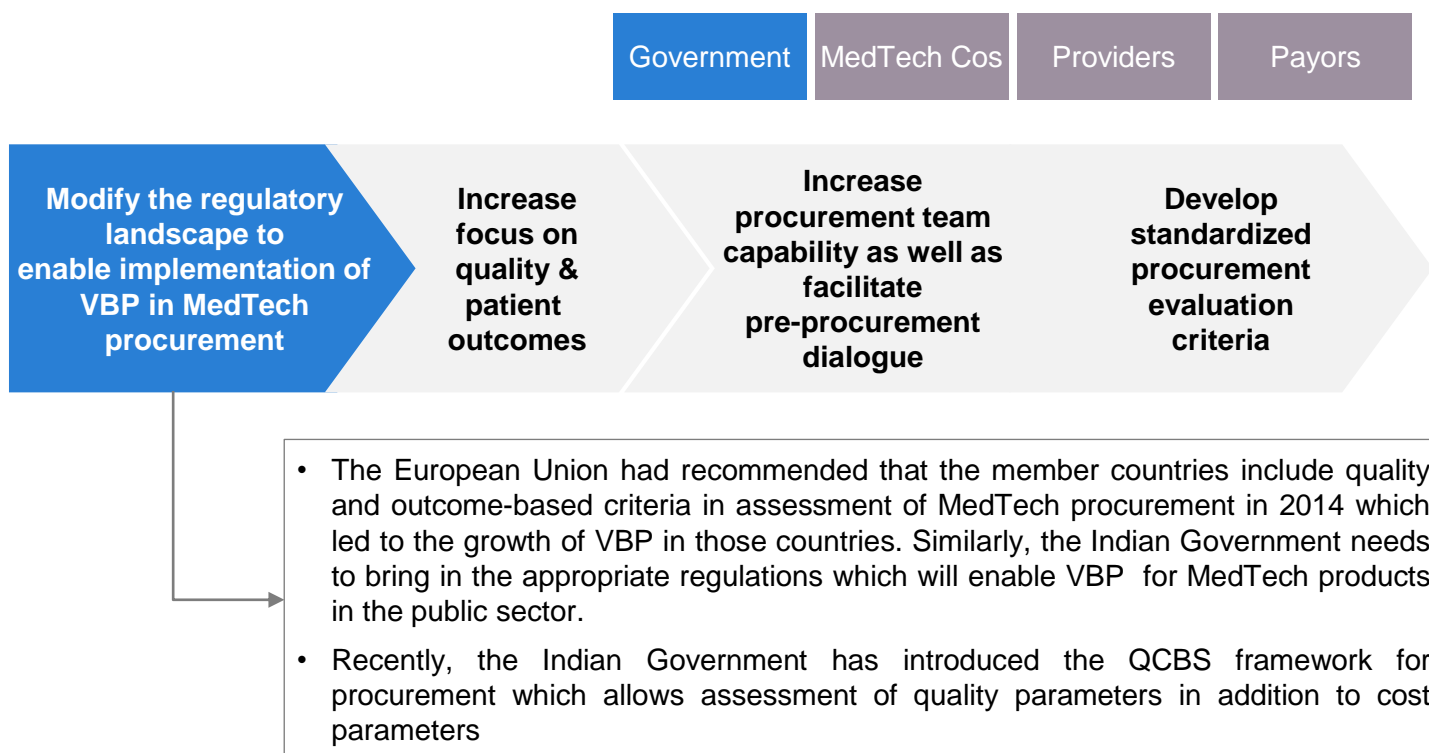 Government
MedTech Cos
Providers
Payors
Modify the regulatory
landscape to
enable implementation of
VBP in MedTech
procurement
Increase
focus on
quality &
patient
outcomes
Increase
procurement team
capability as well as
facilitate
pre-procurement
dialogue
Develop
standardized
procurement
evaluation
criteria
• The European Union had recommended that the member countries include quality
and outcome-based criteria in assessment of MedTech procurement in 2014 which
led to the growth of VBP in those countries. Similarly, the Indian Government needs
to bring in the appropriate regulations which will enable VBP for MedTech products
in the public sector.
• Recently, the Indian Government has introduced the QCBS framework for
procurement which allows assessment of quality parameters in addition to cost
parameters